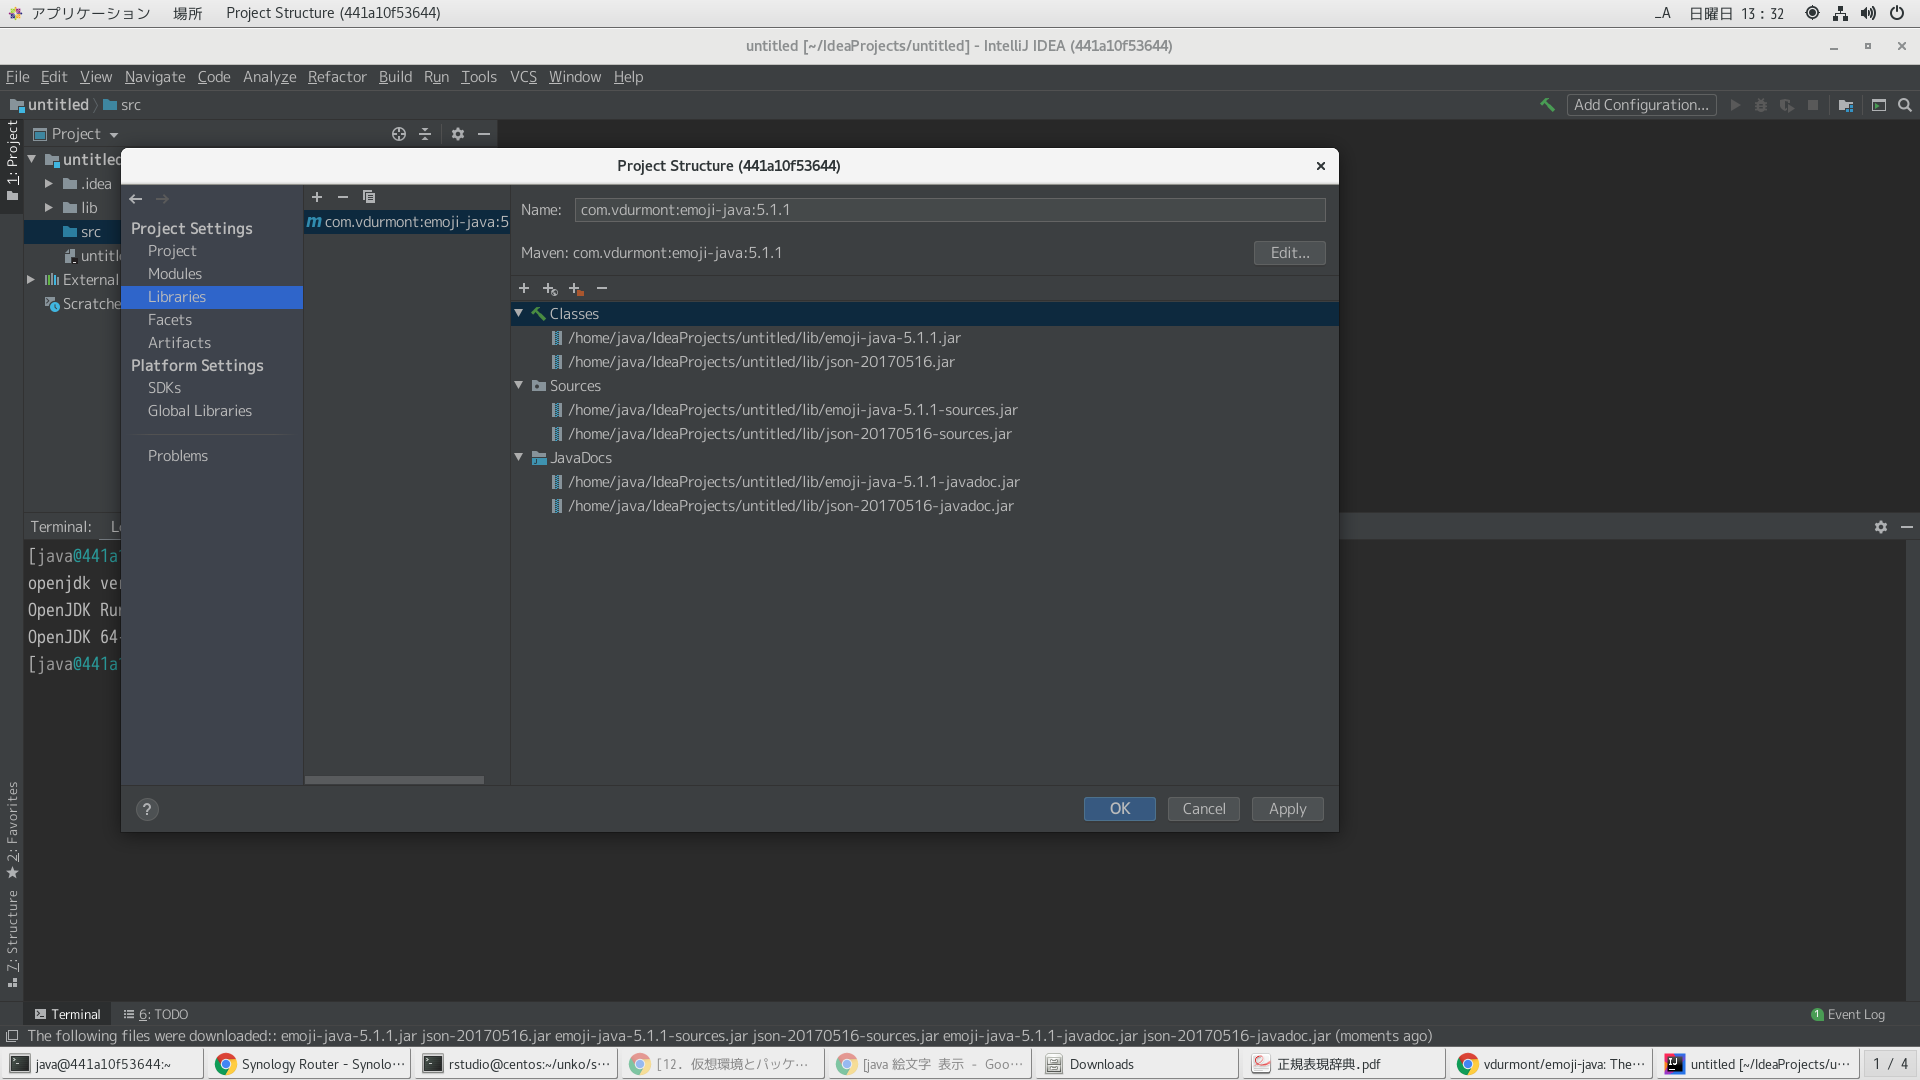 アプリケーション 場所 Project Structure (441a10f53644) _A 日曜日 13 : 32
untitled [~/IdeaProjects/untitled] - IntelliJ IDEA (441a10f53644)
File Edit View Navigate Code Analyze Refactor Build Run Tools VCS Window Help
untitled src Add Configuration...
1: Project
Project
untitled
.idea
lib
src
untitl
External
Scratche
Project Structure (441a10f53644)
Project Settings
Project
Modules
Libraries
Facets
Artifacts
Platform Settings
SDKs
Global Libraries
Problems
com.vdurmont:emoji-java:5
Name: com.vdurmont:emoji-java:5.1.1
Maven: com.vdurmont:emoji-java:5.1.1 Edit...
Classes
/home/java/IdeaProjects/untitled/lib/emoji-java-5.1.1.jar
/home/java/IdeaProjects/untitled/lib/json-20170516.jar
Sources
/home/java/IdeaProjects/untitled/lib/emoji-java-5.1.1-sources.jar
/home/java/IdeaProjects/untitled/lib/json-20170516-sources.jar
JavaDocs
/home/java/IdeaProjects/untitled/lib/emoji-java-5.1.1-javadoc.jar
/home/java/IdeaProjects/untitled/lib/json-20170516-javadoc.jar
? OK Cancel Apply
Terminal: L
[java@441a1
openjdk ver
OpenJDK Run
OpenJDK 64-
[java@441a1
2: Favorites
7: Structure
Terminal 6: TODO 1 Event Log
The following files were downloaded:: emoji-java-5.1.1.jar json-20170516.jar emoji-java-5.1.1-sources.jar json-20170516-sources.jar emoji-java-5.1.1-javadoc.jar json-20170516-javadoc.jar (moments ago)
java@441a10f53644:~ Synology Router - Synolo… rstudio@centos:~/unko/s… [12. 仮想環境とパッケ… [java 絵文字 表示 - Goo… Downloads 正規表現辞典.pdf vdurmont/emoji-java: The… untitled [~/IdeaProjects/u… 1 / 4